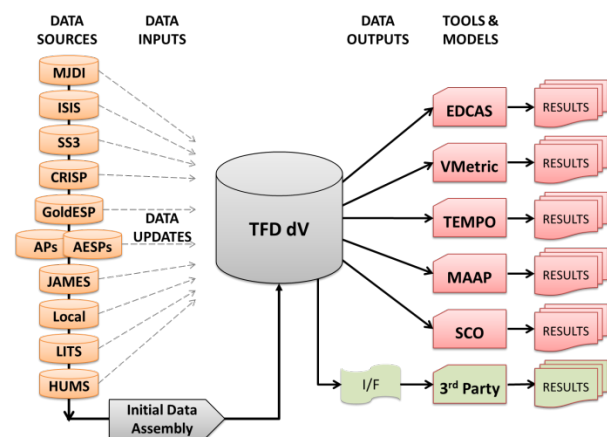 DATA
SOURCES
DATA
INPUTS
DATA
OUTPUTS
TOOLS &
MODELS
MJDI
ISIS
SS3
CRISP
GoldESP
APs
AESPs
JAMES
Local
LITS
HUMS
DATA
UPDATES
Initial Data
Assembly
TFD dV
EDCAS
RESULTS
VMetric
RESULTS
TEMPO
RESULTS
MAAP
RESULTS
SCO
RESULTS
I/F
3rd Party
RESULTS